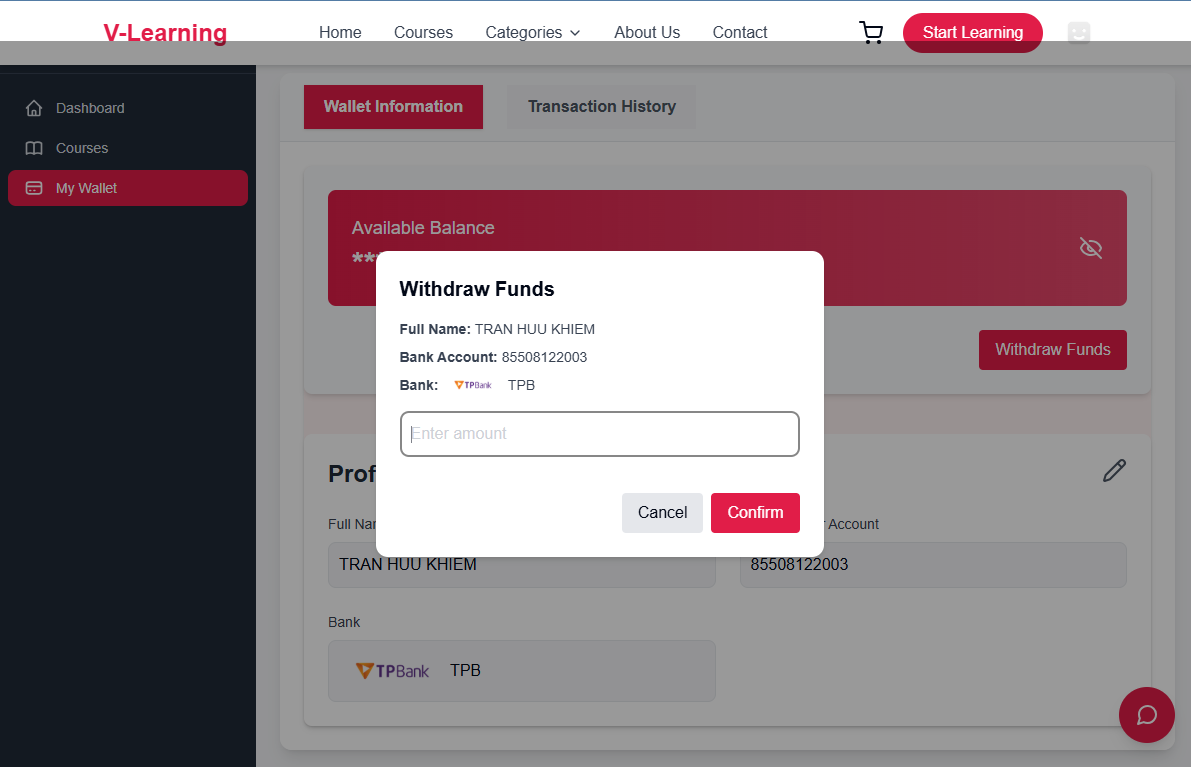 V-Learning
Home Courses Categories About Us Contact
Start Learning
Dashboard
Courses
My Wallet
Wallet Information Transaction History
Available Balance
**
Withdraw Funds
Withdraw Funds
Full Name: TRAN HUU KHIEM
Bank Account: 85508122003
Bank: TPBank TPB
Enter amount
Cancel Confirm
Prof
Full Na Account
TRAN HUU KHIEM 85508122003
Bank
TPBank TPB